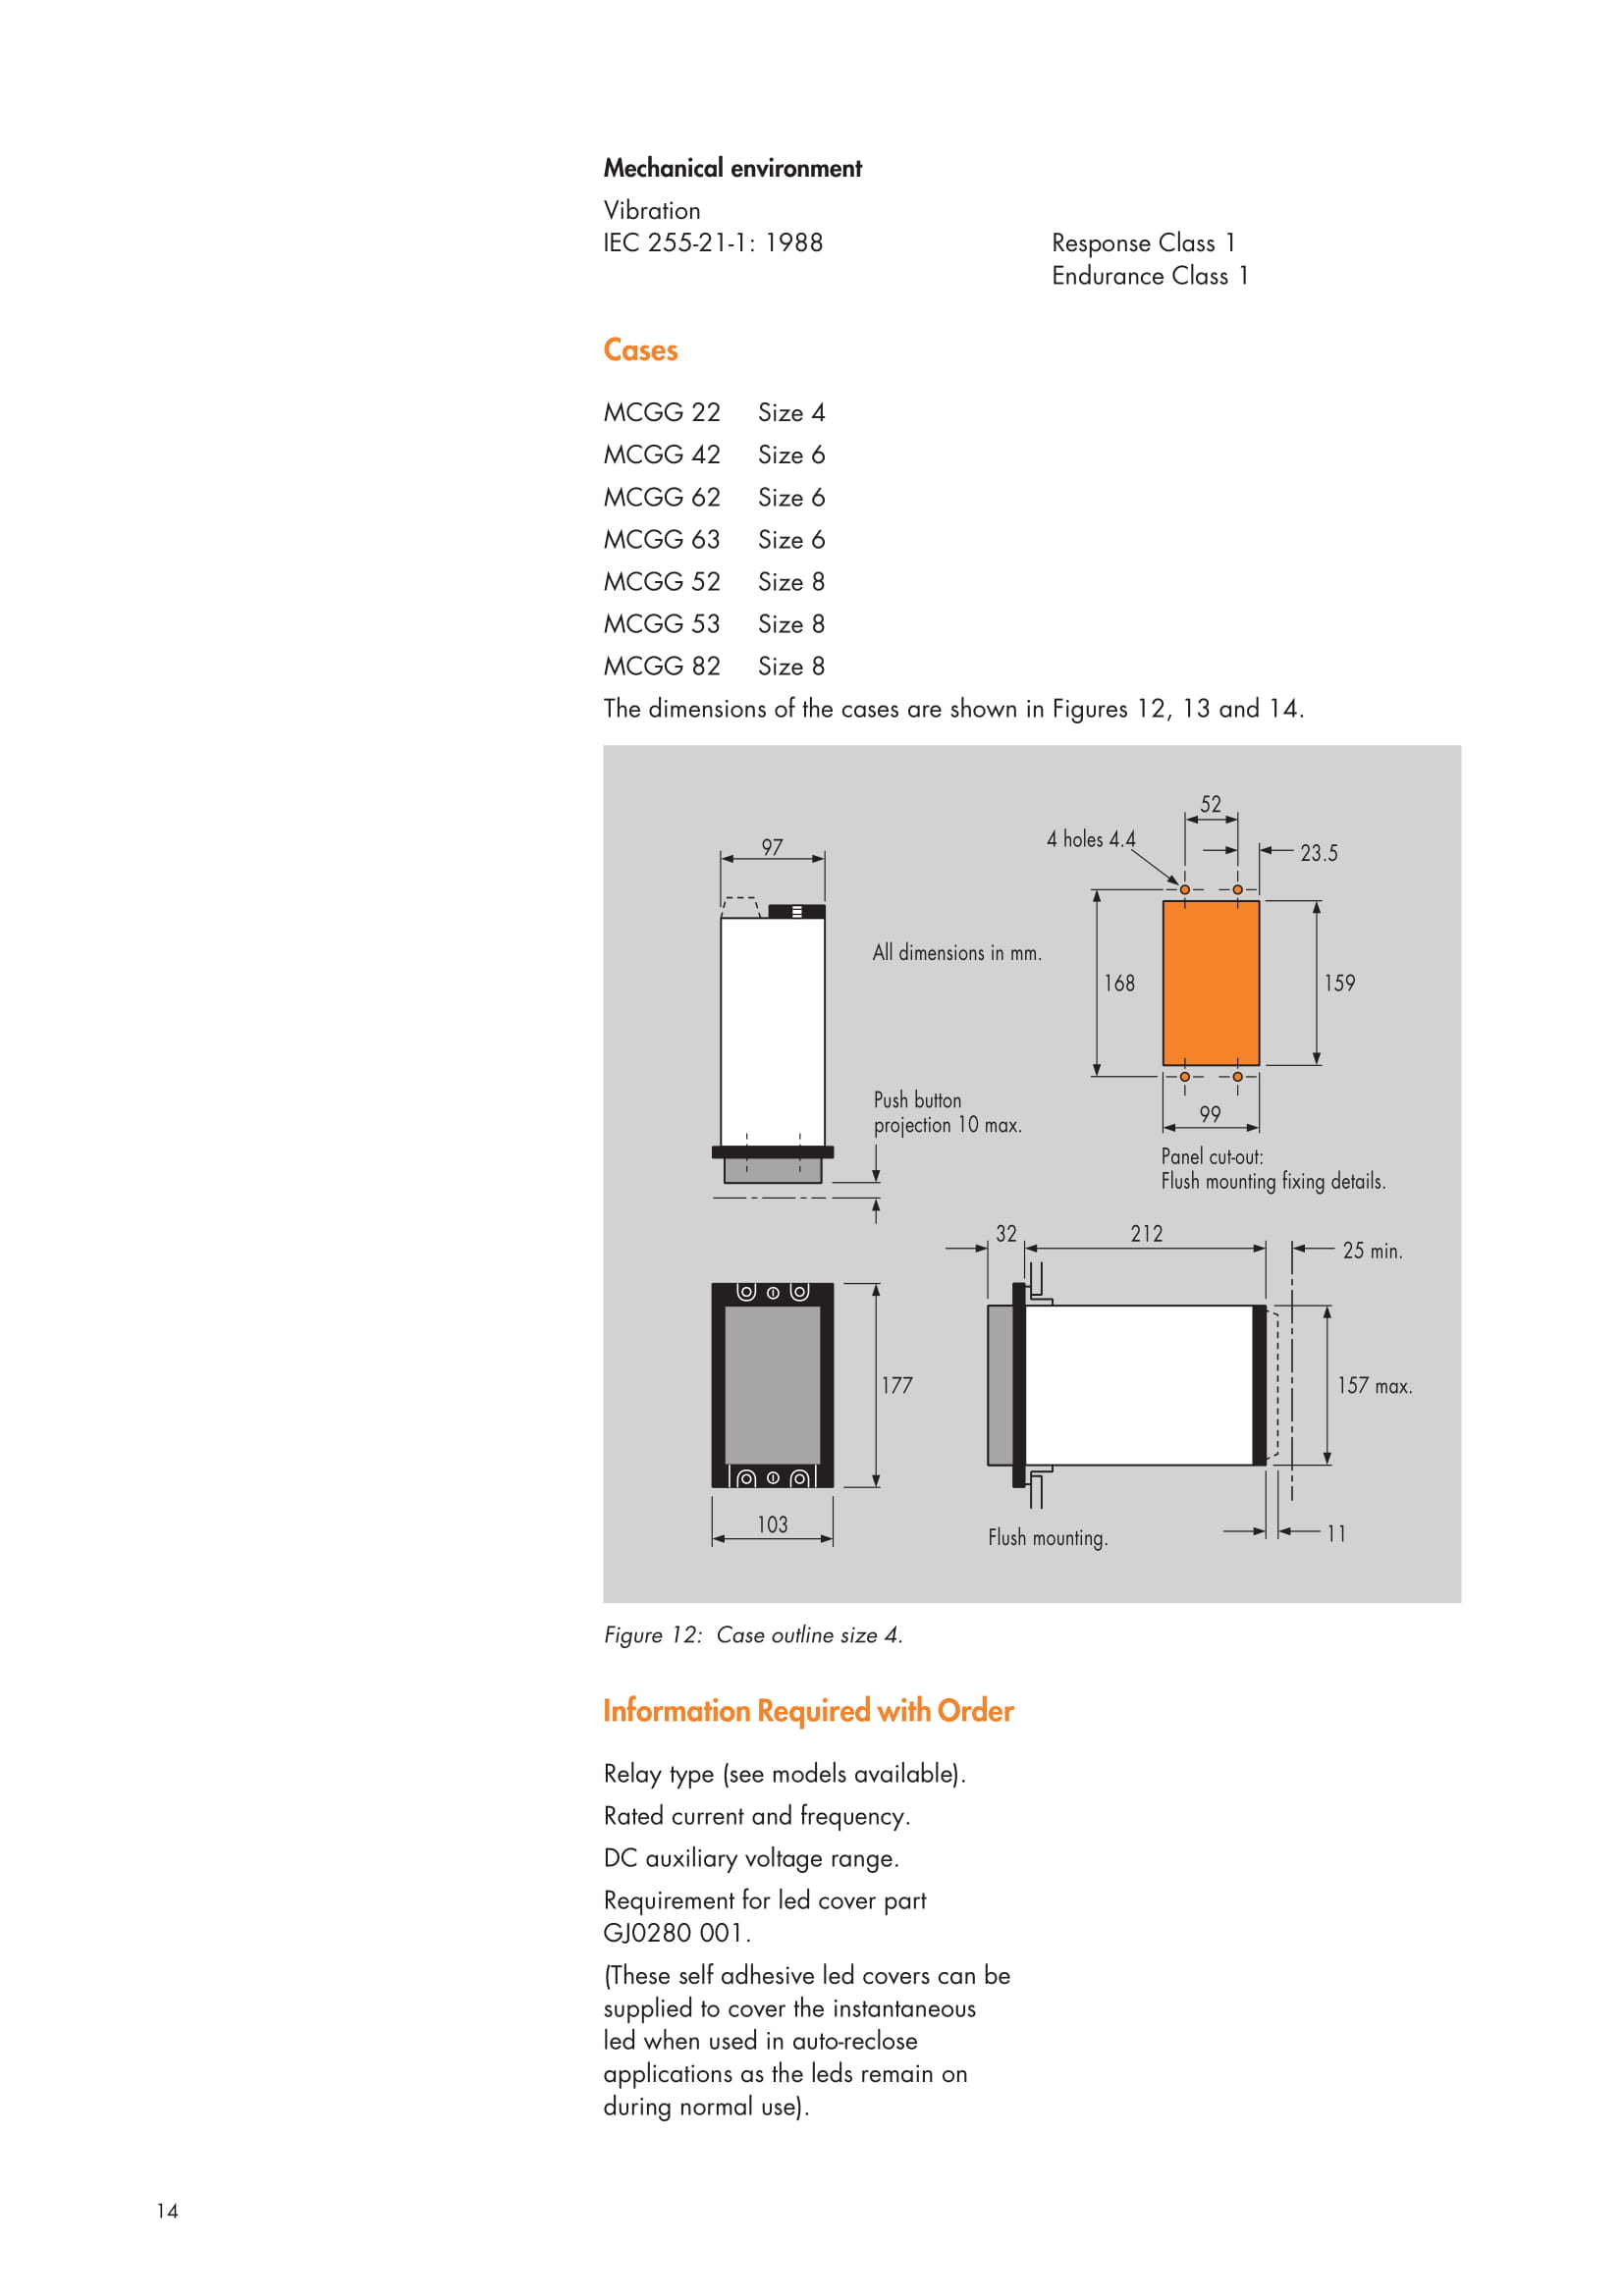 Mechanical environment
Vibration
IEC 255-21-1: 1988 Response Class 1
Endurance Class 1
Cases
MCGG 22 Size 4
MCGG 42 Size 6
MCGG 62 Size 6
MCGG 63 Size 6
MCGG 52 Size 8
MCGG 53 Size 8
MCGG 82 Size 8
The dimensions of the cases are shown in Figures 12, 13 and 14.
52
4 holes 4.4
97
23.5
All dimensions in mm.
168
159
Push button
projection 10 max.
99
Panel cut-out:
Flush mounting fixing details.
32
212
25 min.
177
157 max.
103
Flush mounting.
11
Figure 12: Case outline size 4.
Information Required with Order
Relay type (see models available).
Rated current and frequency.
DC auxiliary voltage range.
Requirement for led cover part
GJ0280 001.
(These self adhesive led covers can be
supplied to cover the instantaneous
led when used in auto-reclose
applications as the leds remain on
during normal use).
14